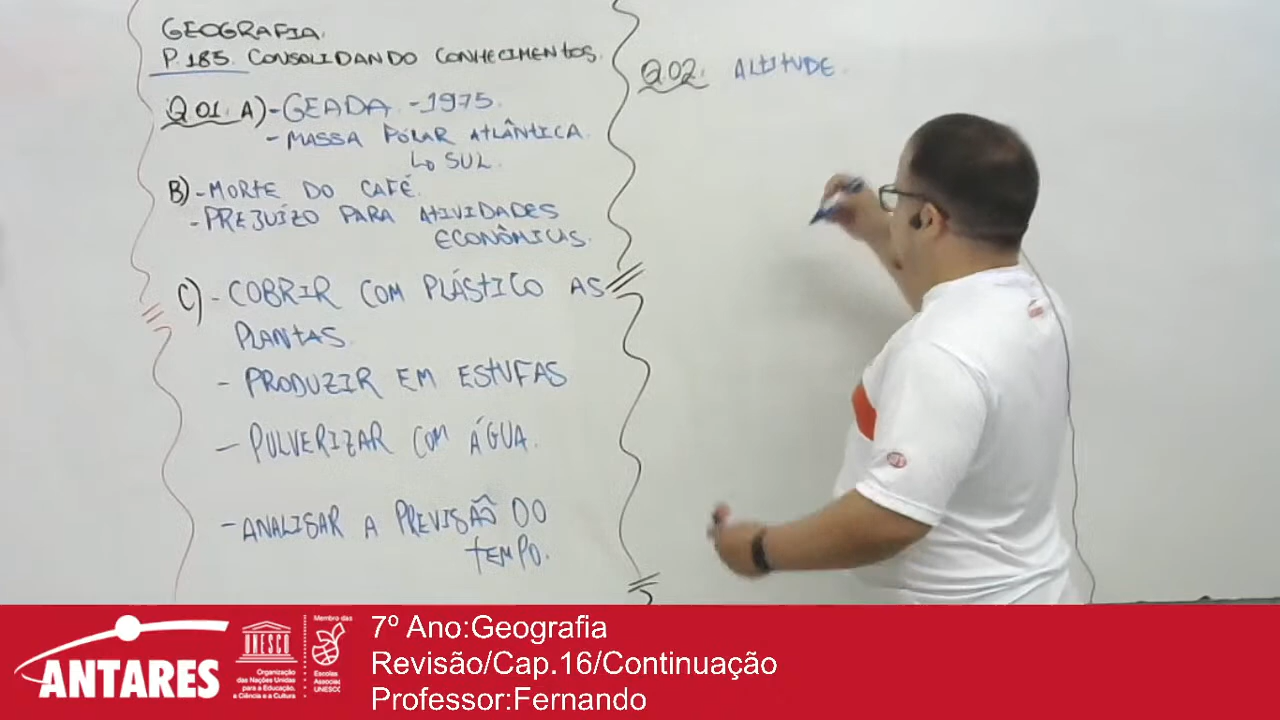 GEOGRAFIA.
P.185. CONSOLIDANDO CONHECIMENTOS.
Q 01. A) - GEADA - 1975.
- MASSA POLAR ATLÂNTICA.
↳ SUL.
B) - MORTE DO CAFÉ.
- PREJUÍZO PARA ATIVIDADES
ECONÔMICAS.
C) - COBRIR COM PLÁSTICO AS
PLANTAS.
- PRODUZIR EM ESTUFAS
- PULVERIZAR COM ÁGUA.
- ANALISAR A PREVISÃO DO
TEMPO.
Q 02. ALTITUDE.
ANTARES
UNESCO
Organização
das Nações Unidas
para a Educação,
a Ciência e a Cultura
Membro das
Escolas
UNESCO
7º Ano:Geografia
Revisão/Cap.16/Continuação
Professor:Fernando